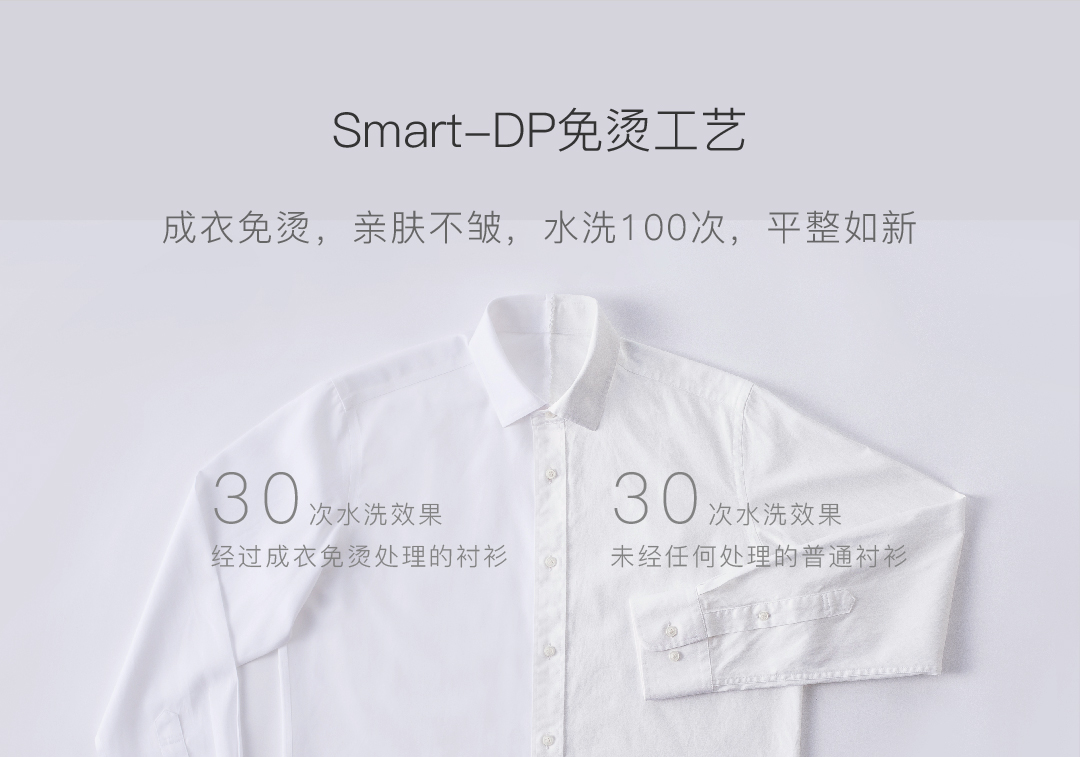 Smart-DP免烫工艺
成衣免烫，亲肤不皱，水洗100次，平整如新
30次水洗效果
经过成衣免烫处理的衬衫
30次水洗效果
未经任何处理的普通衬衫